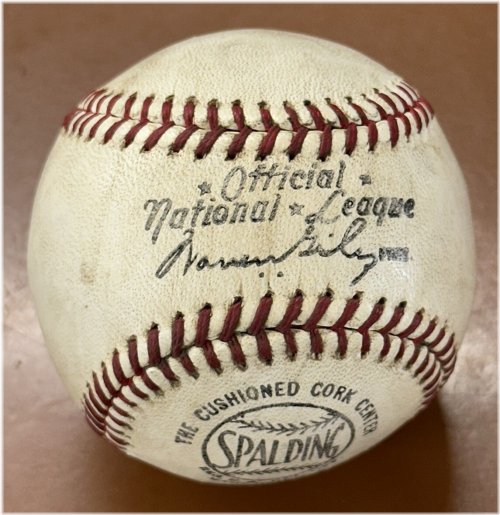 ★ Official ★
National ★ League
Warren Giles
THE CUSHIONED CORK CENTER
SPALDING